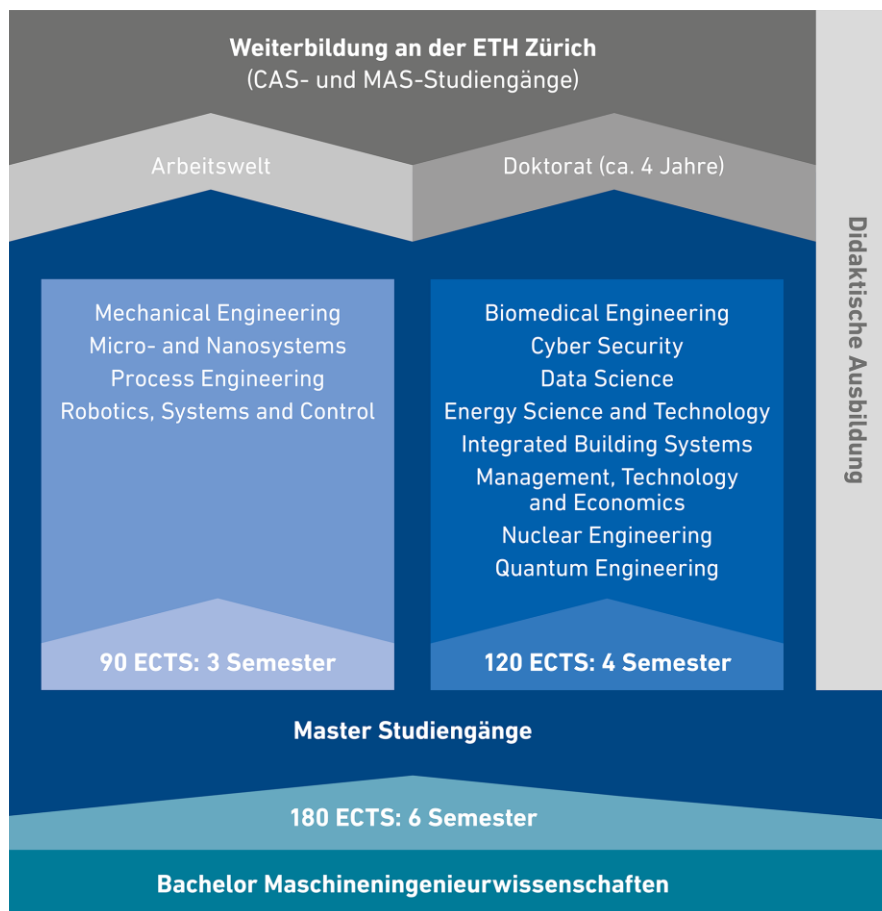 Weiterbildung an der ETH Zürich
(CAS- und MAS-Studiengänge)
Arbeitswelt
Doktorat (ca. 4 Jahre)
Didaktische Ausbildung
Mechanical Engineering
Micro- and Nanosystems
Process Engineering
Robotics, Systems and Control
90 ECTS: 3 Semester
Biomedical Engineering
Cyber Security
Data Science
Energy Science and Technology
Integrated Building Systems
Management, Technology
and Economics
Nuclear Engineering
Quantum Engineering
120 ECTS: 4 Semester
Master Studiengänge
180 ECTS: 6 Semester
Bachelor Maschineningenieurwissenschaften